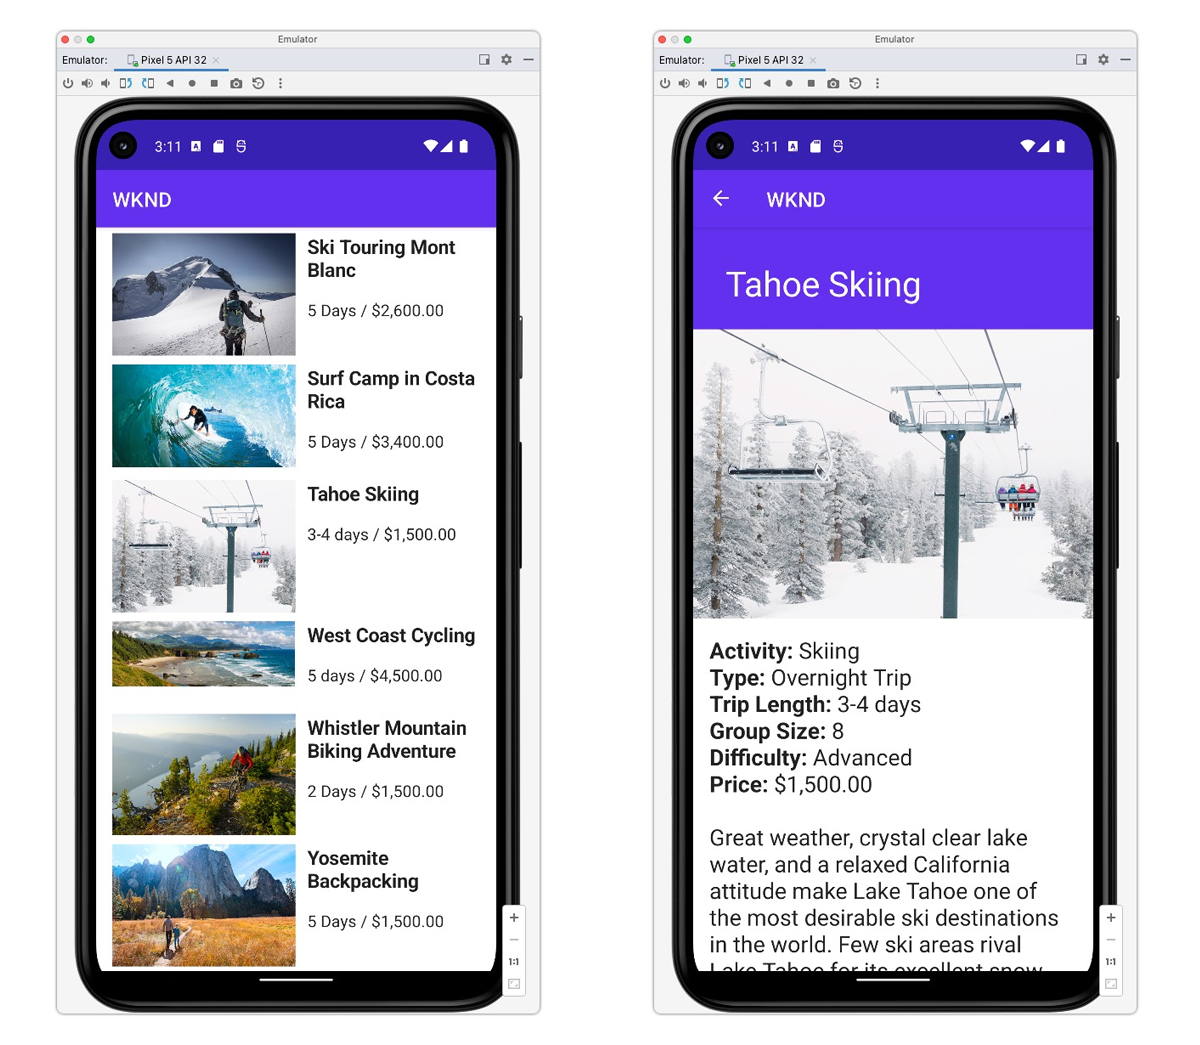 Emulator
Emulator: Pixel 5 API 32
3:11
WKND
Ski Touring Mont
Blanc
5 Days / $2,600.00
Surf Camp in Costa
Rica
5 Days / $3,400.00
Tahoe Skiing
3-4 days / $1,500.00
West Coast Cycling
5 days / $4,500.00
Whistler Mountain
Biking Adventure
2 Days / $1,500.00
Yosemite
Backpacking
5 Days / $1,500.00
1:1
Emulator
Emulator: Pixel 5 API 32
3:11
WKND
Tahoe Skiing
Activity: Skiing
Type: Overnight Trip
Trip Length: 3-4 days
Group Size: 8
Difficulty: Advanced
Price: $1,500.00
Great weather, crystal clear lake
water, and a relaxed California
attitude make Lake Tahoe one of
the most desirable ski destinations
in the world. Few ski areas rival
Lake Tahoe for its excellent snow
1:1